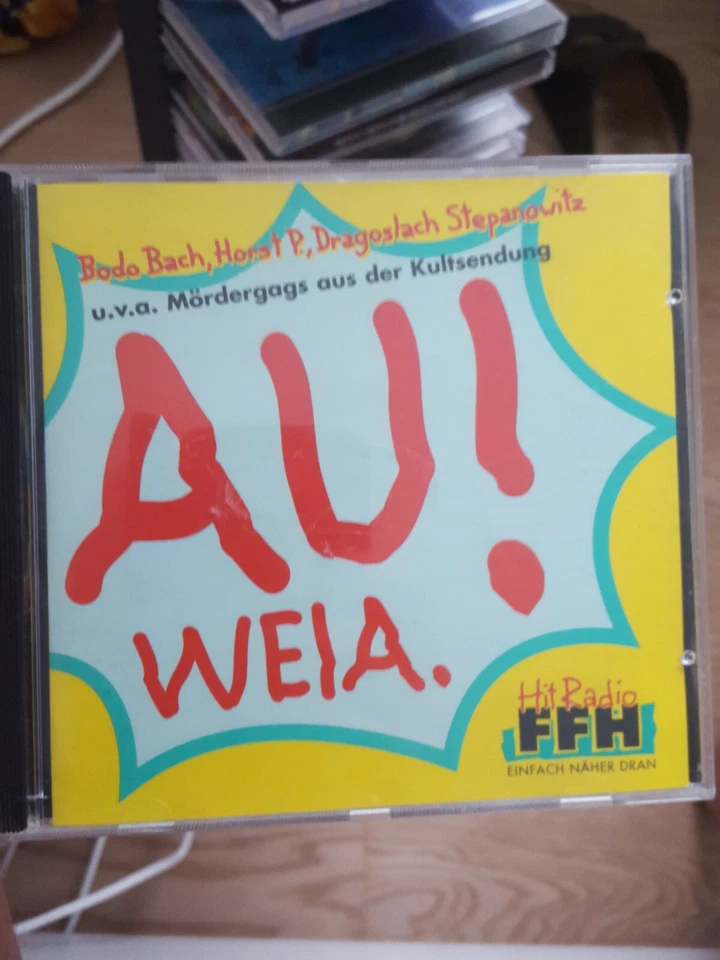 Bodo Bach, Horst P., Dragoslach Stepanowitz
u.v.a. Mördergags aus der Kultsendung
AU!
WEIA.
Hit Radio
FFH
EINFACH NÄHER DRAN